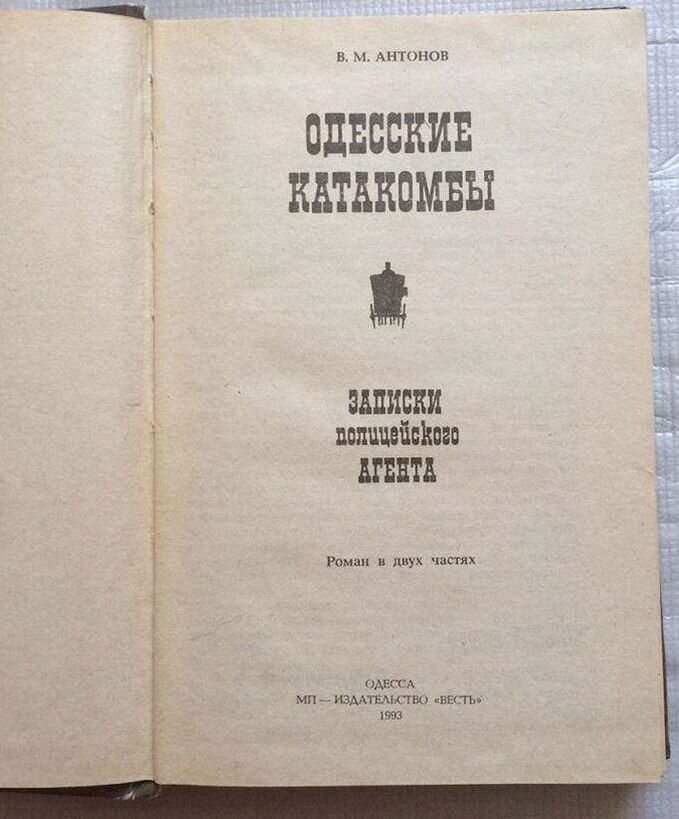 В. М. АНТОНОВ
ОДЕССКИЕ
КАТАКОМБЫ
ЗАПИСКИ
полицейского
АГЕНТА
Роман в двух частях
ОДЕССА
МП — ИЗДАТЕЛЬСТВО «ВЕСТЬ»
1993